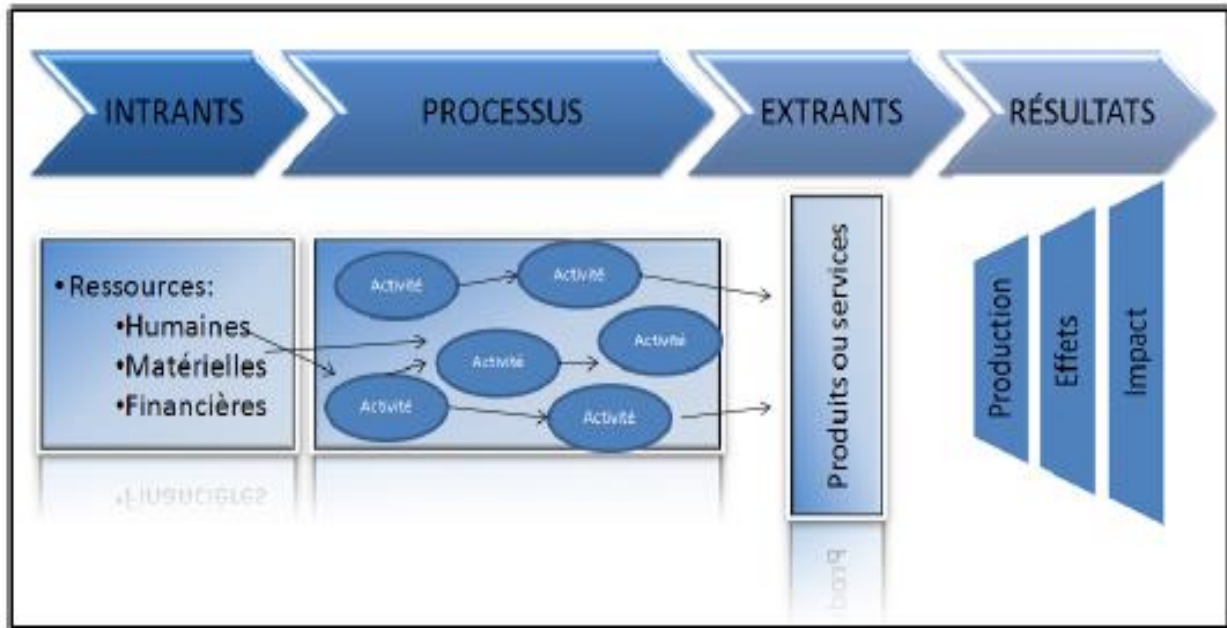 INTRANTS
PROCESSUS
EXTRANTS
RÉSULTATS
•Ressources:
•Humaines
•Matérielles
•Financières
Activité
Activité
Activité
Activité
Activité
Activité
Produits ou services
Production
Effets
Impact